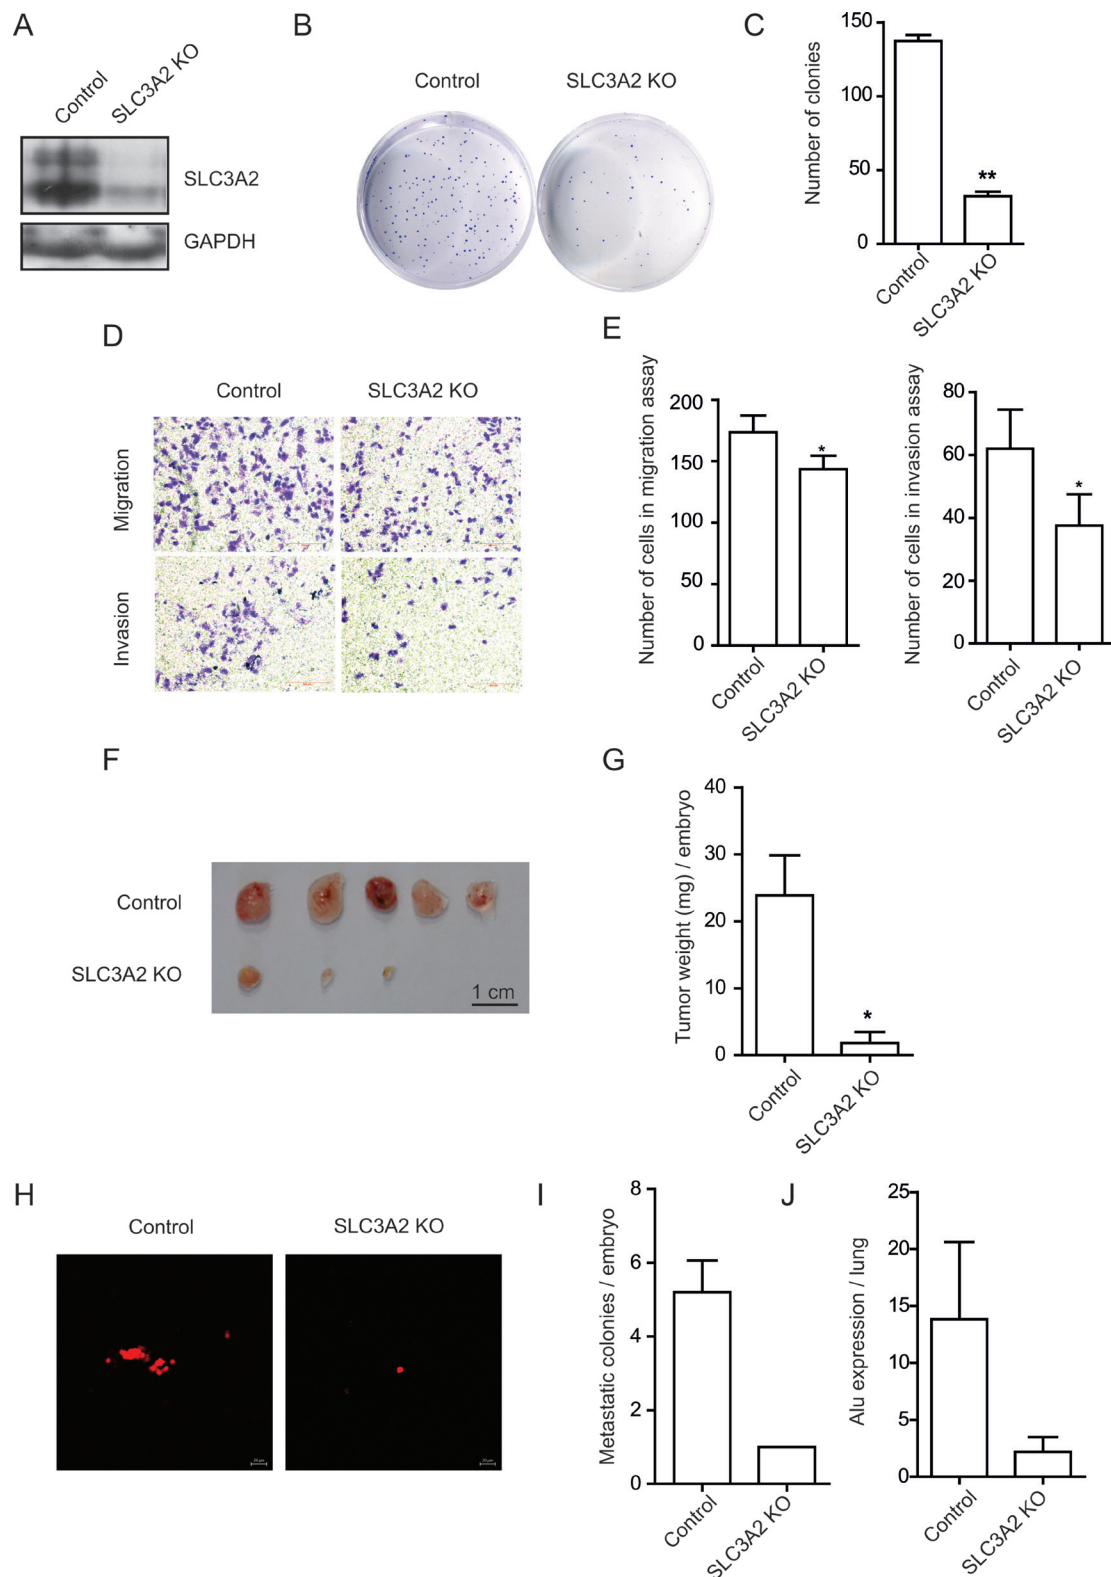 A
Control
SLC3A2 KO
SLC3A2
GAPDH
B
Control
SLC3A2 KO
C
Number of clonies
150
100
50
0
**
Control
SLC3A2 KO
D
Control
SLC3A2 KO
Migration
Invasion
E
Number of cells in migration assay
200
150
100
50
0
*
Control
SLC3A2 KO
Number of cells in invasion assay
80
60
40
20
0
*
Control
SLC3A2 KO
F
Control
SLC3A2 KO
1 cm
G
Tumor weight (mg) / embryo
40
30
20
10
0
*
Control
SLC3A2 KO
H
Control
SLC3A2 KO
20 µm
20 µm
I
Metastatic colonies / embryo
8
6
4
2
0
Control
SLC3A2 KO
J
Alu expression / lung
25
20
15
10
5
0
Control
SLC3A2 KO